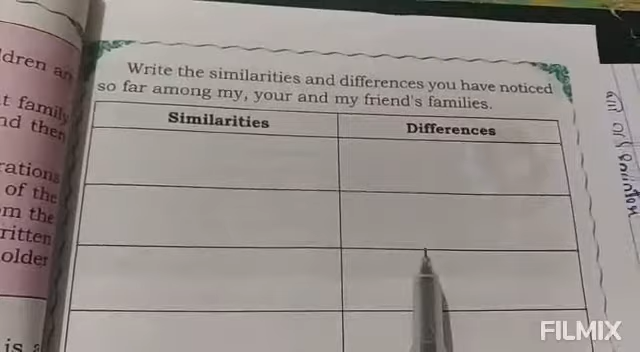 dren an
t family
nd then
rations
of the
m the
ritten
older
is a
Write the similarities and differences you have noticed
so far among my, your and my friend's families.
Similarities Differences
FILMIX